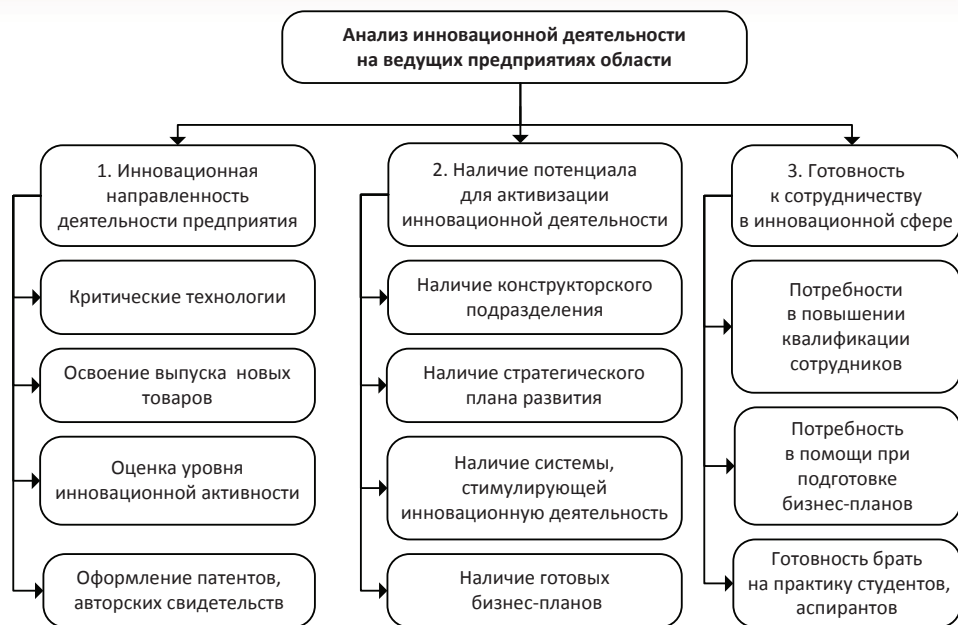 Анализ инновационной деятельности
на ведущих предприятиях области
1. Инновационная
направленность
деятельности предприятия
Критические технологии
Освоение выпуска новых
товаров
Оценка уровня
инновационной активности
Оформление патентов,
авторских свидетельств
2. Наличие потенциала
для активизации
инновационной деятельности
Наличие конструкторского
подразделения
Наличие стратегического
плана развития
Наличие системы,
стимулирующей
инновационную деятельность
Наличие готовых
бизнес-планов
3. Готовность
к сотрудничеству
в инновационной сфере
Потребности
в повышении
квалификации
сотрудников
Потребность
в помощи при
подготовке
бизнес-планов
Готовность брать
на практику студентов,
аспирантов